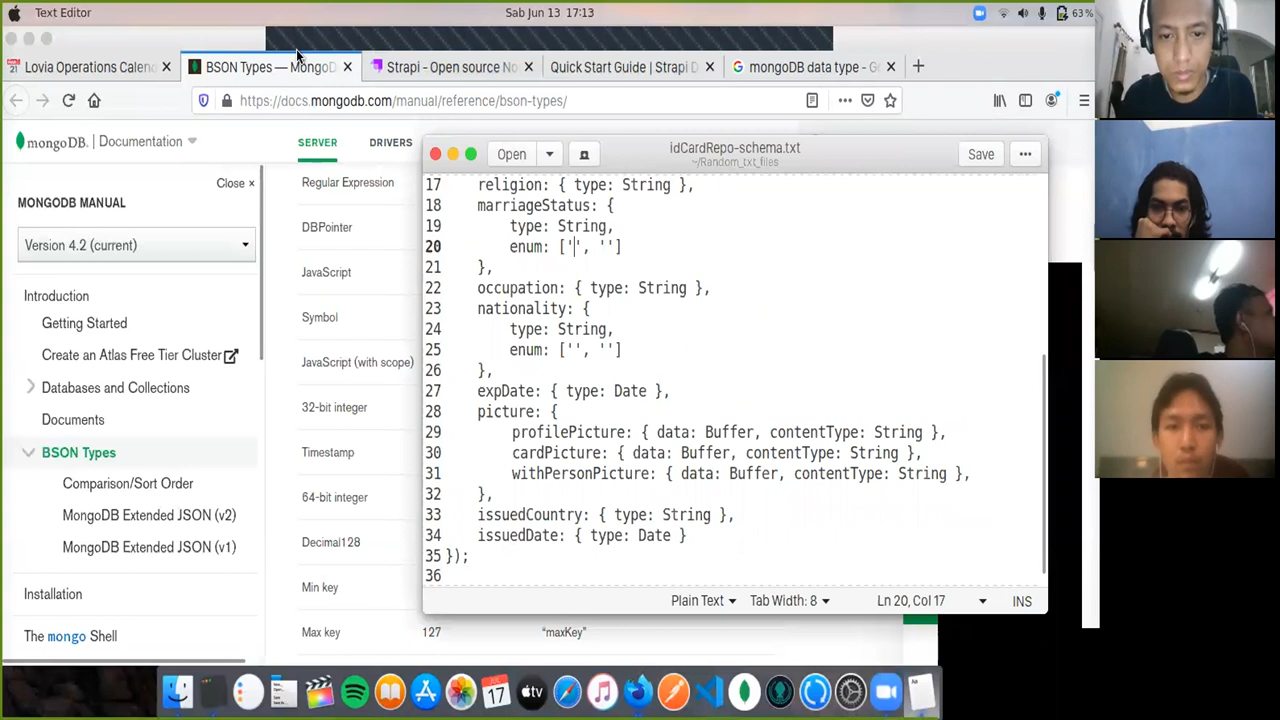 Text Editor
Sab Jun 13 17:13
63 %
Lovia Operations Calen
BSON Types — MongoD
Strapi - Open source No
Quick Start Guide | Strapi D
mongoDB data type - G
https://docs.mongodb.com/manual/reference/bson-types/
mongoDB. | Documentation
SERVER
DRIVERS
Close ×
MONGODB MANUAL
Version 4.2 (current)
Introduction
Getting Started
Create an Atlas Free Tier Cluster
Databases and Collections
Documents
BSON Types
Comparison/Sort Order
MongoDB Extended JSON (v2)
MongoDB Extended JSON (v1)
Installation
The mongo Shell
Regular Expression
DBPointer
JavaScript
Symbol
JavaScript (with scope)
32-bit integer
Timestamp
64-bit integer
Decimal128
Min key
Max key 127 "maxKey"
Open
idCardRepo-schema.txt
~/Random_txt_files
Save
17 religion: { type: String },
18 marriageStatus: {
19 type: String,
20 enum: ['', '']
21 },
22 occupation: { type: String },
23 nationality: {
24 type: String,
25 enum: ['', '']
26 },
27 expDate: { type: Date },
28 picture: {
29 profilePicture: { data: Buffer, contentType: String },
30 cardPicture: { data: Buffer, contentType: String },
31 withPersonPicture: { data: Buffer, contentType: String },
32 },
33 issuedCountry: { type: String },
34 issuedDate: { type: Date }
35 });
36
Plain Text
Tab Width: 8
Ln 20, Col 17
INS
JUL
17
tv